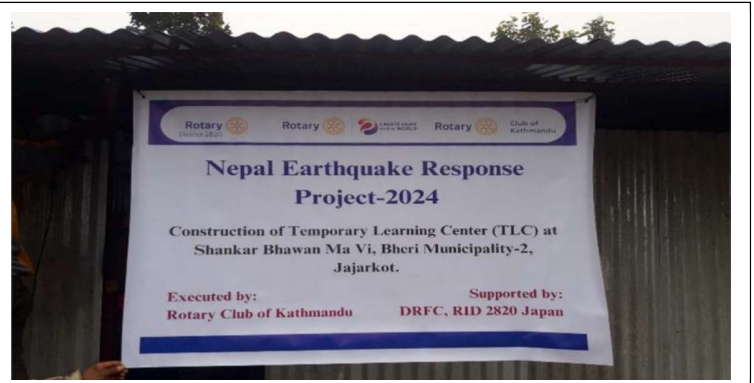 Rotary Rotary CREATE HOPE in the WORLD Rotary Club of Kathmandu
District 2820
Nepal Earthquake Response
Project-2024
Construction of Temporary Learning Center (TLC) at
Shankar Bhawan Ma Vi, Bheri Municipality-2,
Jajarkot.
Executed by: Supported by:
Rotary Club of Kathmandu DRFC, RID 2820 Japan